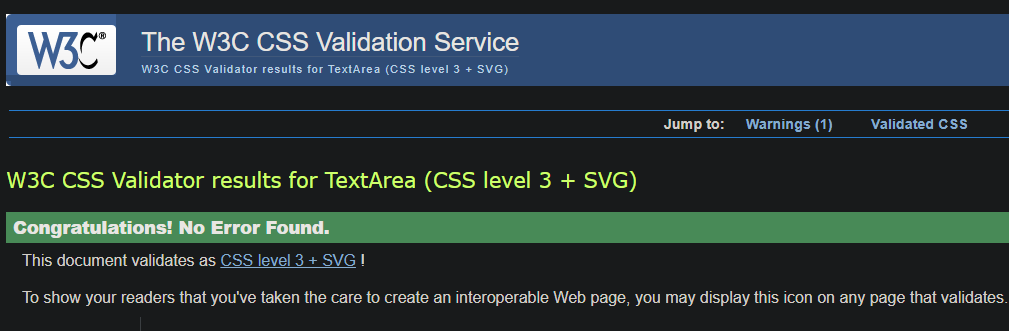 W3C®
The W3C CSS Validation Service
W3C CSS Validator results for TextArea (CSS level 3 + SVG)
Jump to: Warnings (1) Validated CSS
W3C CSS Validator results for TextArea (CSS level 3 + SVG)
Congratulations! No Error Found.
This document validates as CSS level 3 + SVG !
To show your readers that you've taken the care to create an interoperable Web page, you may display this icon on any page that validates.